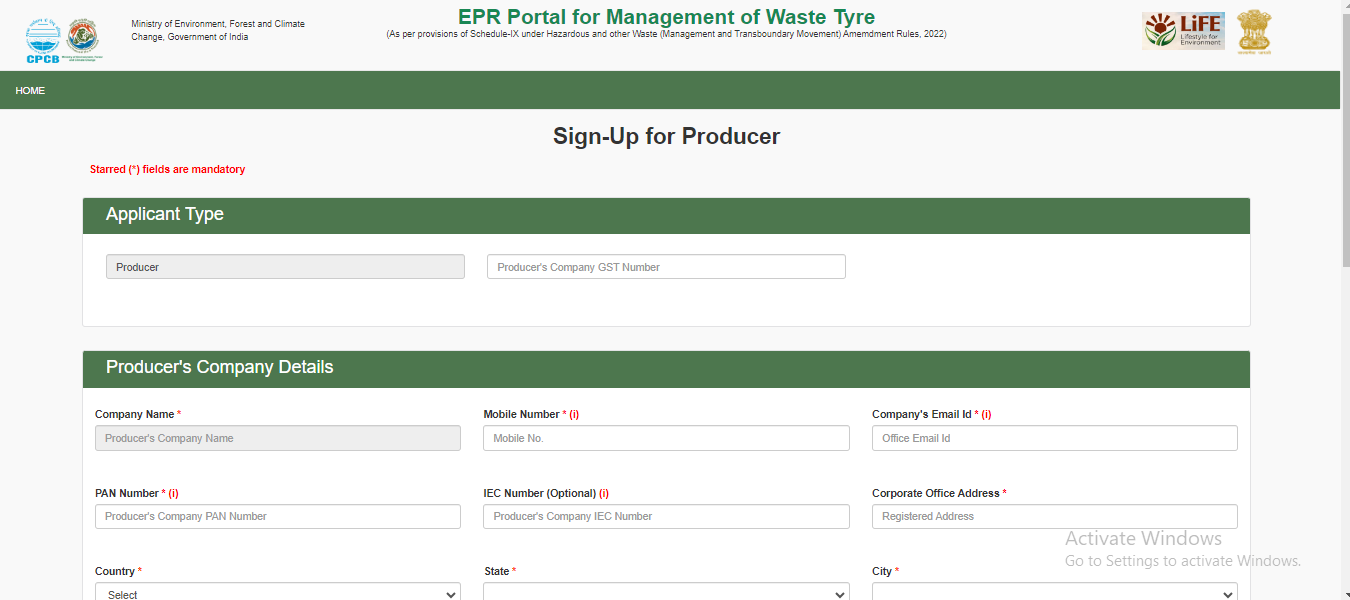 CPCB
Ministry of Environment, Forest and Climate
Change, Government of India
EPR Portal for Management of Waste Tyre
(As per provisions of Schedule-IX under Hazardous and other Waste (Management and Transboundary Movement) Amendment Rules, 2022)
LiFE
Lifestyle for
Environment
HOME
Sign-Up for Producer
Starred (*) fields are mandatory
Applicant Type
Producer
Producer's Company GST Number
Producer's Company Details
Company Name *
Mobile Number * (i)
Company's Email Id * (i)
Producer's Company Name
Mobile No.
Office Email Id
PAN Number * (i)
IEC Number (Optional) (i)
Corporate Office Address *
Producer's Company PAN Number
Producer's Company IEC Number
Registered Address
Activate Windows
Go to Settings to activate Windows.
Country *
State *
City *
Select